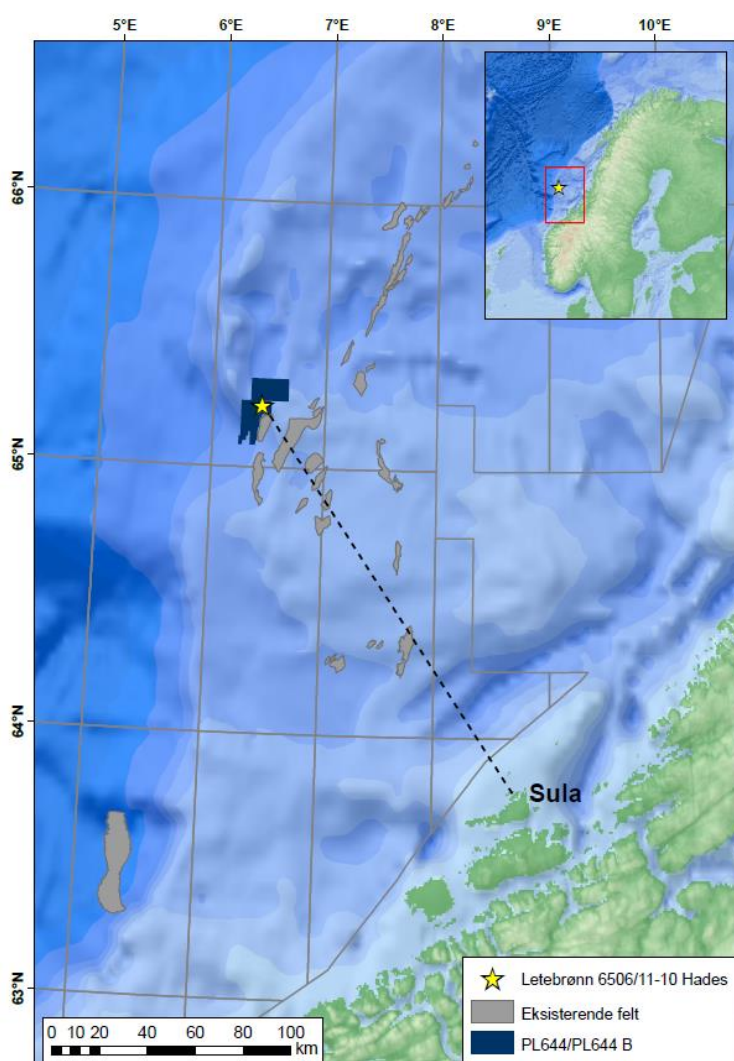 5°E 6°E 7°E 8°E 9°E 10°E
66°N
65°N
64°N
63°N
Sula
Letebrønn 6506/11-10 Hades
Eksisterende felt
PL644/PL644 B
0 10 20 40 60 80 100
km